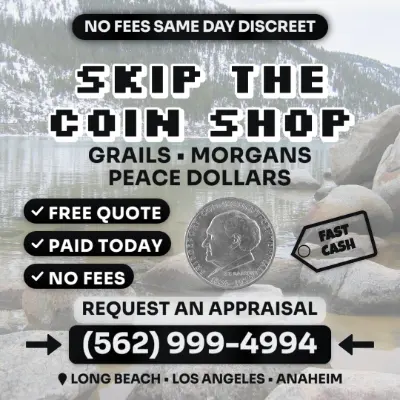 NO FEES SAME DAY DISCREET
SKIP THE
COIN SHOP
GRAILS • MORGANS
PEACE DOLLARS
FREE QUOTE
PAID TODAY
NO FEES
FAST
CASH
REQUEST AN APPRAISAL
(562) 999-4994
LONG BEACH • LOS ANGELES • ANAHEIM